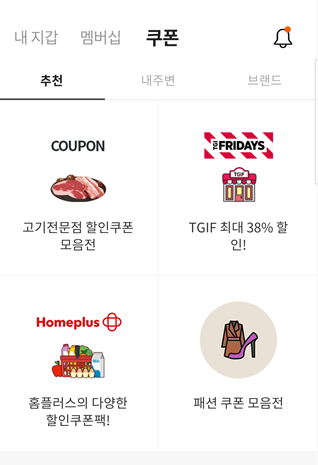 내 지갑 멤버십 쿠폰
추천 내주변 브랜드
COUPON
고기전문점 할인쿠폰
모음전
TGI FRIDAYS
TGIF
TGIF 최대 38% 할
인!
Homeplus
홈플러스의 다양한
할인쿠폰팩!
패션 쿠폰 모음전